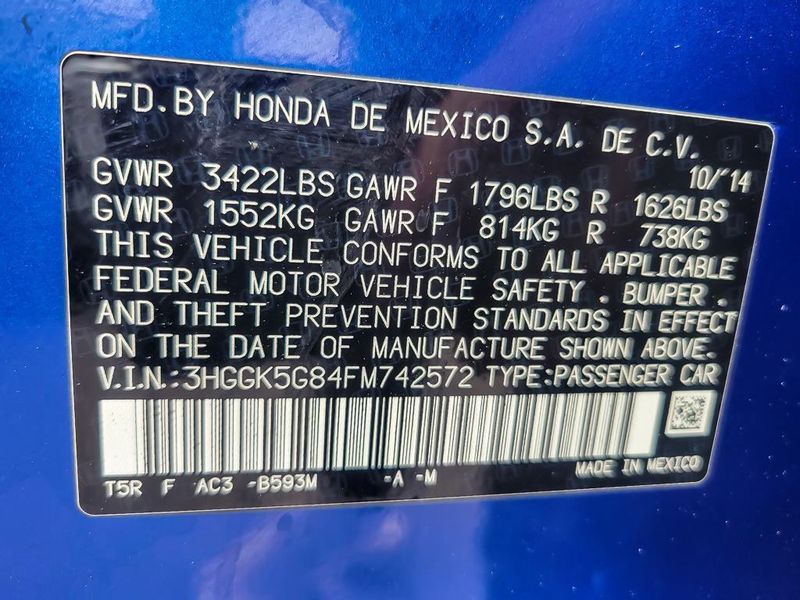 MFD.BY HONDA DE MEXICO S.A. DE C.V.
10/'14
GVWR 3422LBS GAWR F 1796LBS R 1626LBS
GVWR 1552KG GAWR F 814KG R 738KG
THIS VEHICLE CONFORMS TO ALL APPLICABLE
FEDERAL MOTOR VEHICLE SAFETY . BUMPER .
AND THEFT PREVENTION STANDARDS IN EFFECT
ON THE DATE OF MANUFACTURE SHOWN ABOVE.
V.I.N.:3HGGK5G84FM742572 TYPE:PASSENGER CAR
T5R F AC3 -B593M -A -M
MADE IN MEXICO